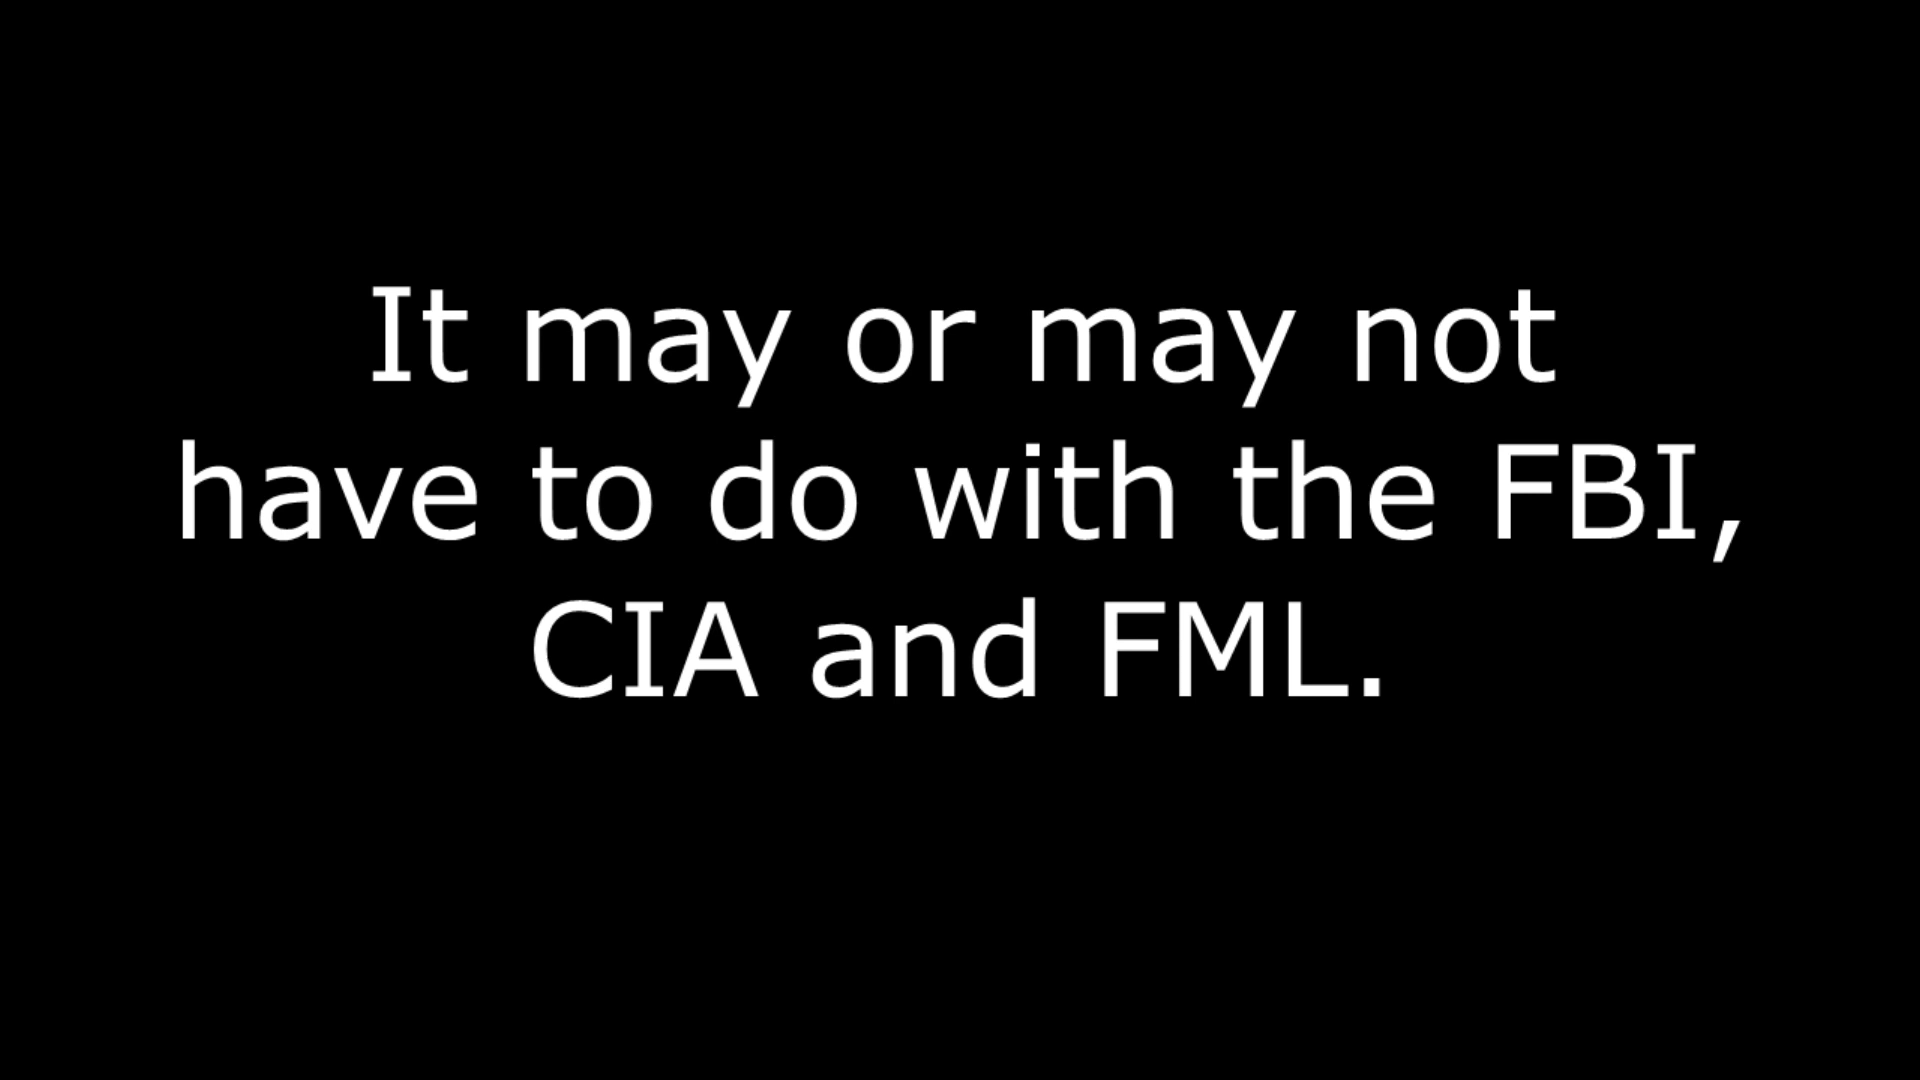 It may or may not
have to do with the FBI,
CIA and FML.